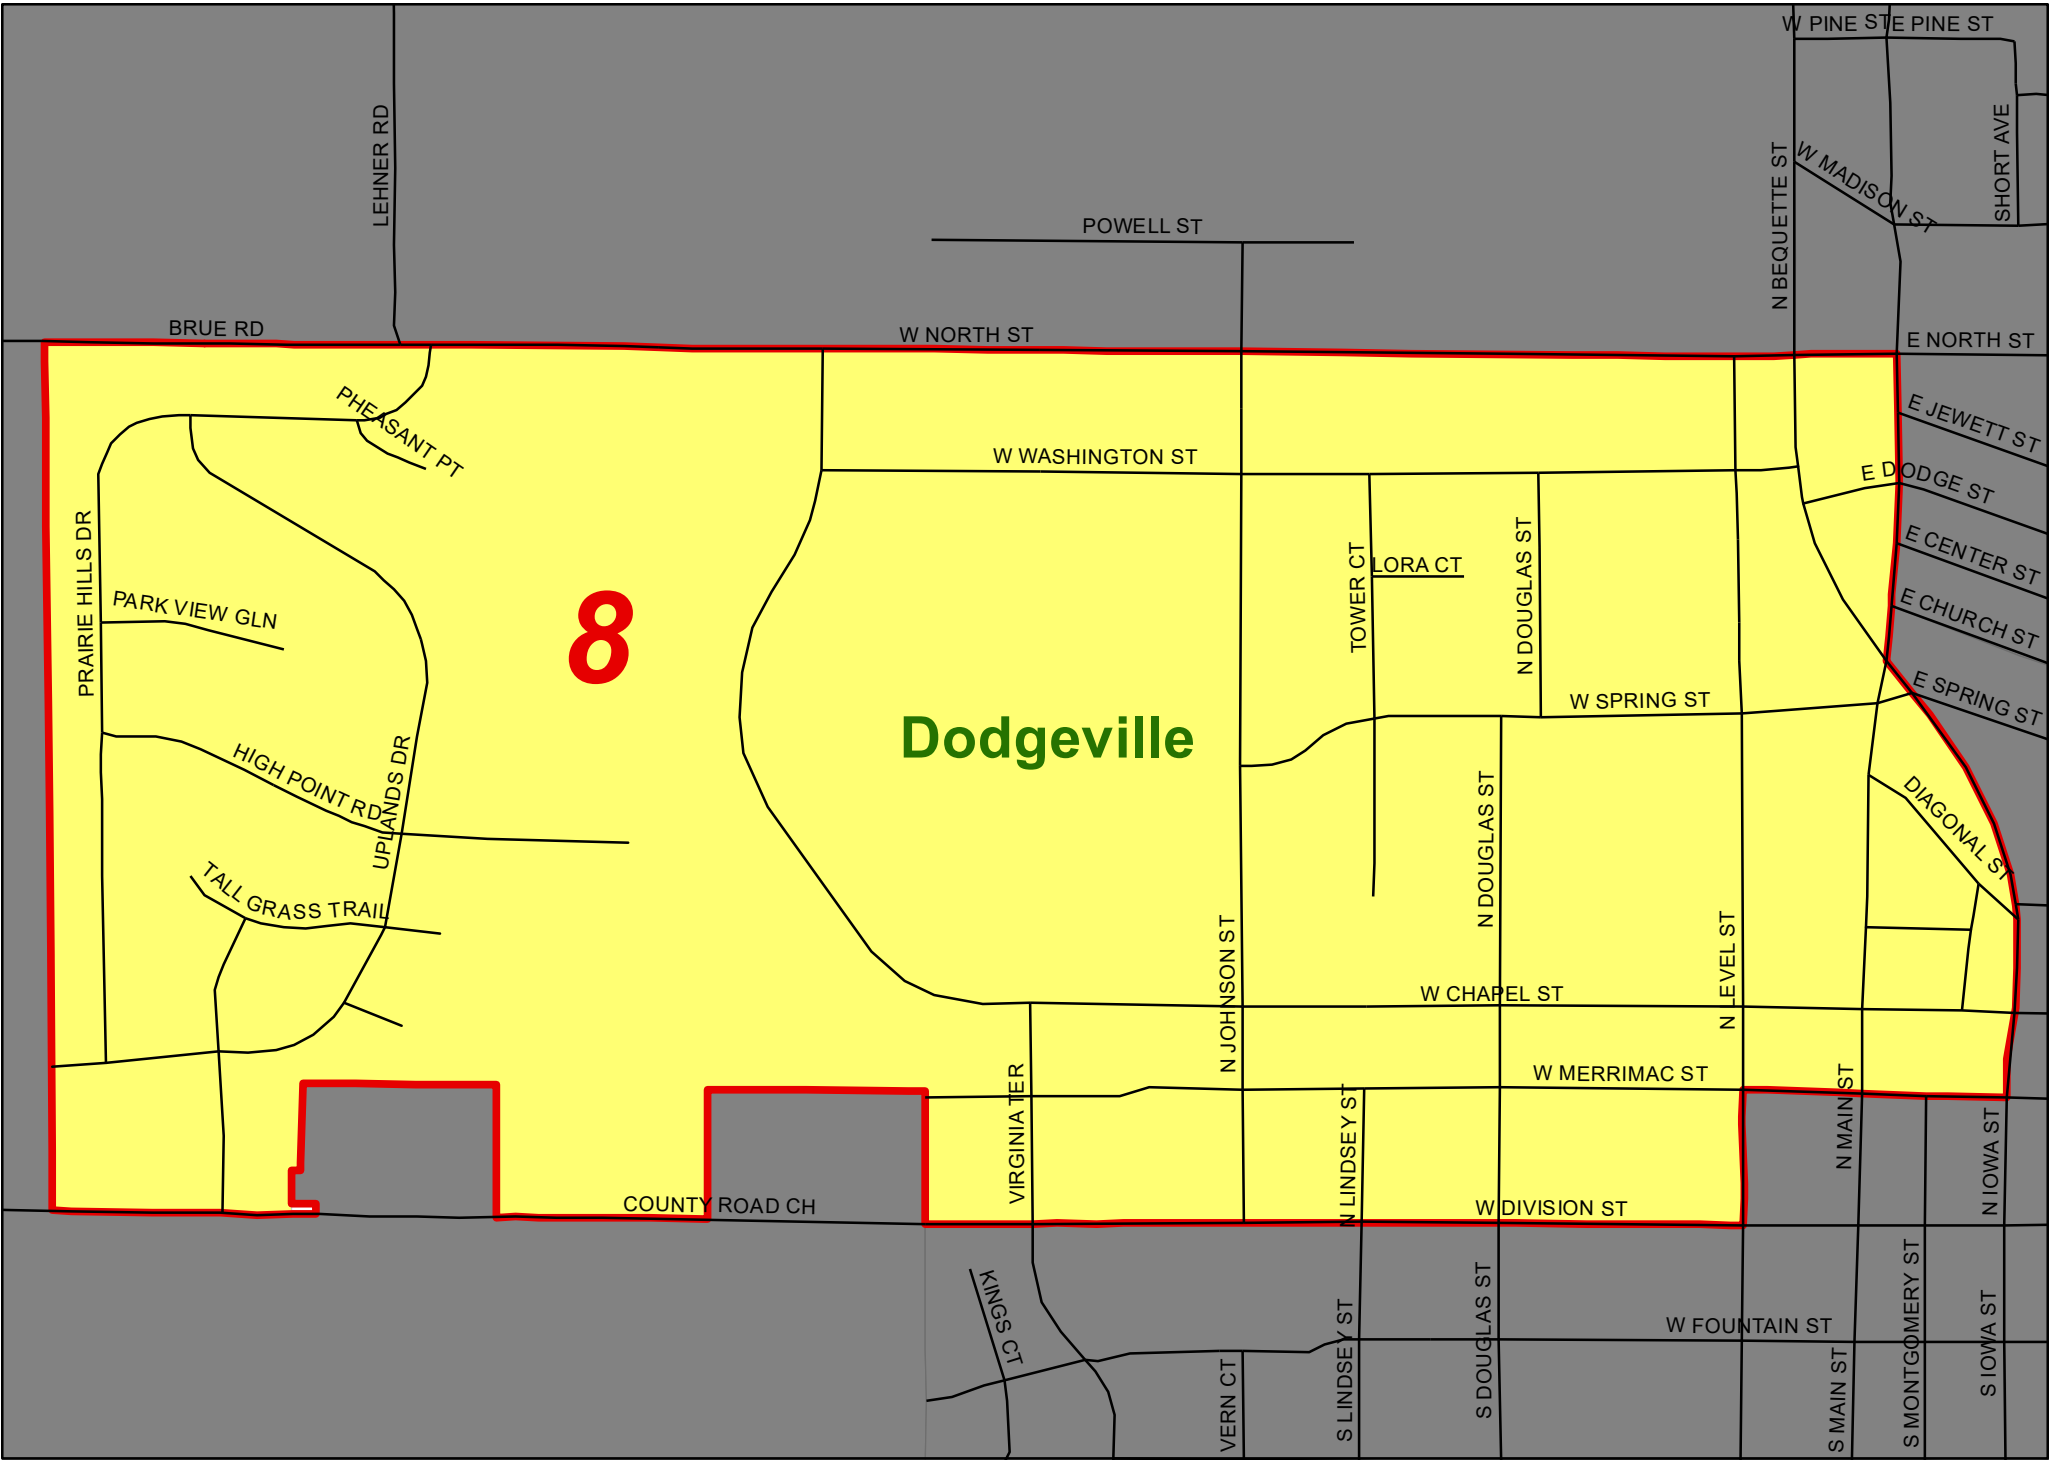 W PINE ST
E PINE ST
LEHNER RD
SHORT AVE
N BEQUETTE ST
W MADISON ST
POWELL ST
BRUE RD
W NORTH ST
E NORTH ST
PHEASANT PT
E JEWETT ST
W WASHINGTON ST
E DODGE ST
PRAIRIE HILLS DR
TOWER CT
LORA CT
N DOUGLAS ST
E CENTER ST
PARK VIEW GLN
8
E CHURCH ST
E SPRING ST
W SPRING ST
Dodgeville
HIGH POINT RD
UPLANDS DR
N DOUGLAS ST
DIAGONAL ST
TALL GRASS TRAIL
N JOHNSON ST
N LEVEL ST
W CHAPEL ST
VIRGINIA TER
W MERRIMAC ST
N LINDSEY ST
N MAIN ST
N IOWA ST
COUNTY ROAD CH
W DIVISION ST
KINGS CT
S LINDSEY ST
S DOUGLAS ST
W FOUNTAIN ST
S MONTGOMERY ST
S IOWA ST
VERN CT
S MAIN ST